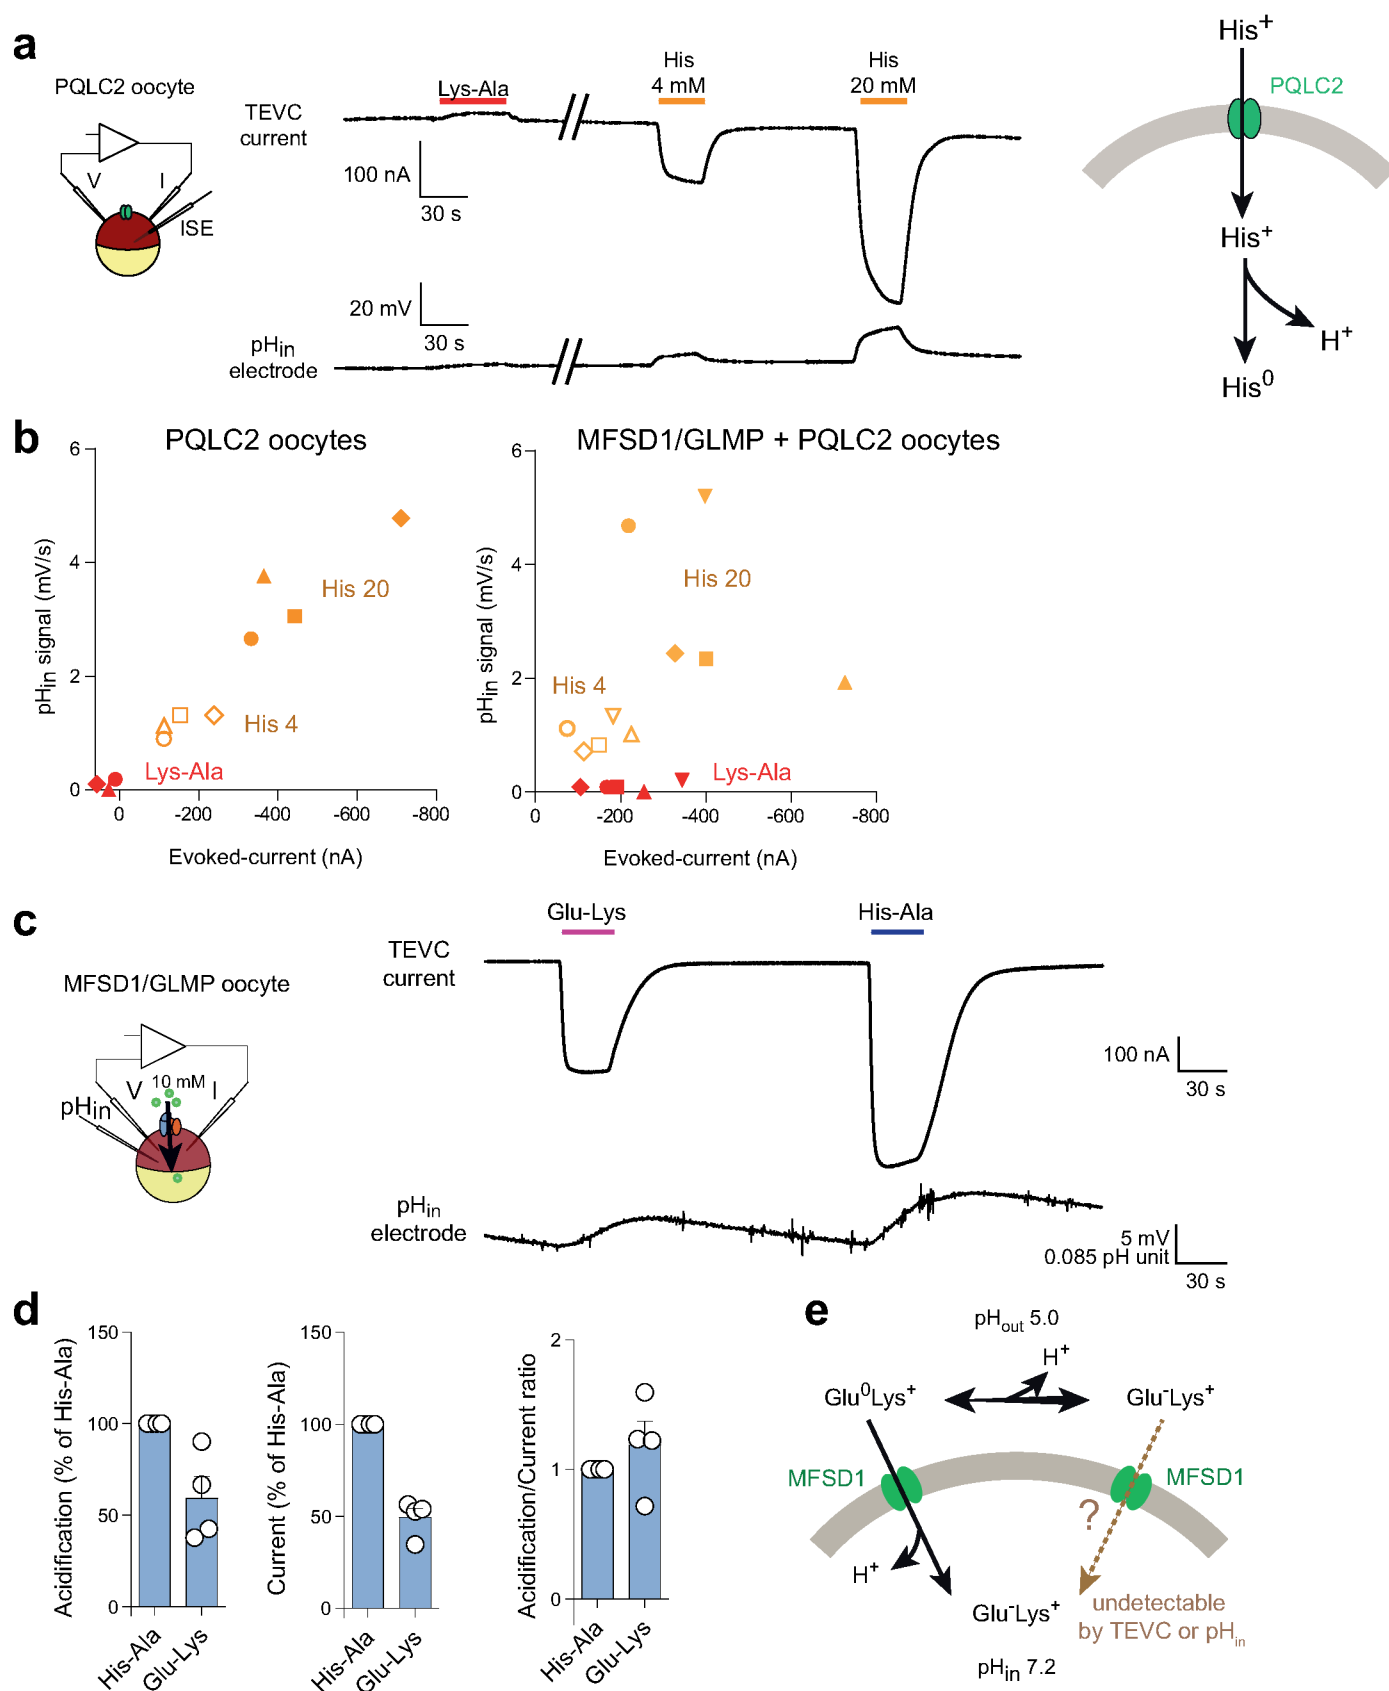 a
PQLC2 oocyte
V
I
ISE
TEVC
current
Lys-Ala
His
4 mM
His
20 mM
100 nA
30 s
20 mV
30 s
pHin
electrode
His+
PQLC2
His+
H+
His0
b
PQLC2 oocytes
6
4
2
0
pHin signal (mV/s)
His 20
His 4
Lys-Ala
0
-200
-400
-600
-800
Evoked-current (nA)
MFSD1/GLMP + PQLC2 oocytes
6
4
2
0
pHin signal (mV/s)
His 20
His 4
Lys-Ala
0
-200
-400
-600
-800
Evoked-current (nA)
c
MFSD1/GLMP oocyte
V
10 mM
I
pHin
TEVC
current
Glu-Lys
His-Ala
100 nA
30 s
pHin
electrode
5 mV
0.085 pH unit
30 s
d
Acidification (% of His-Ala)
150
100
50
0
His-Ala
Glu-Lys
Current (% of His-Ala)
150
100
50
0
His-Ala
Glu-Lys
Acidification/Current ratio
2
1
0
His-Ala
Glu-Lys
e
pHout 5.0
H+
Glu0Lys+
Glu-Lys+
MFSD1
MFSD1
?
H+
Glu-Lys+
undetectable
by TEVC or pHin
pHin 7.2